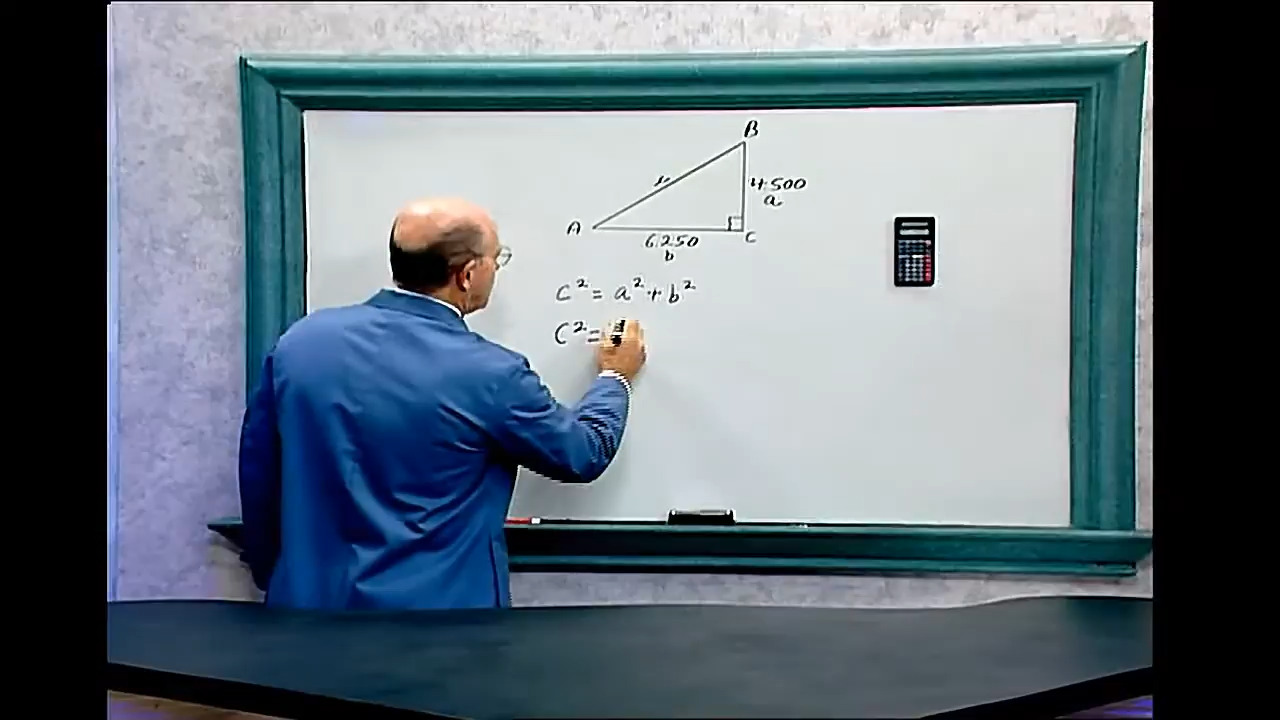 B
4.500
a
A
C
6.250
b
c² = a² + b²
C² =